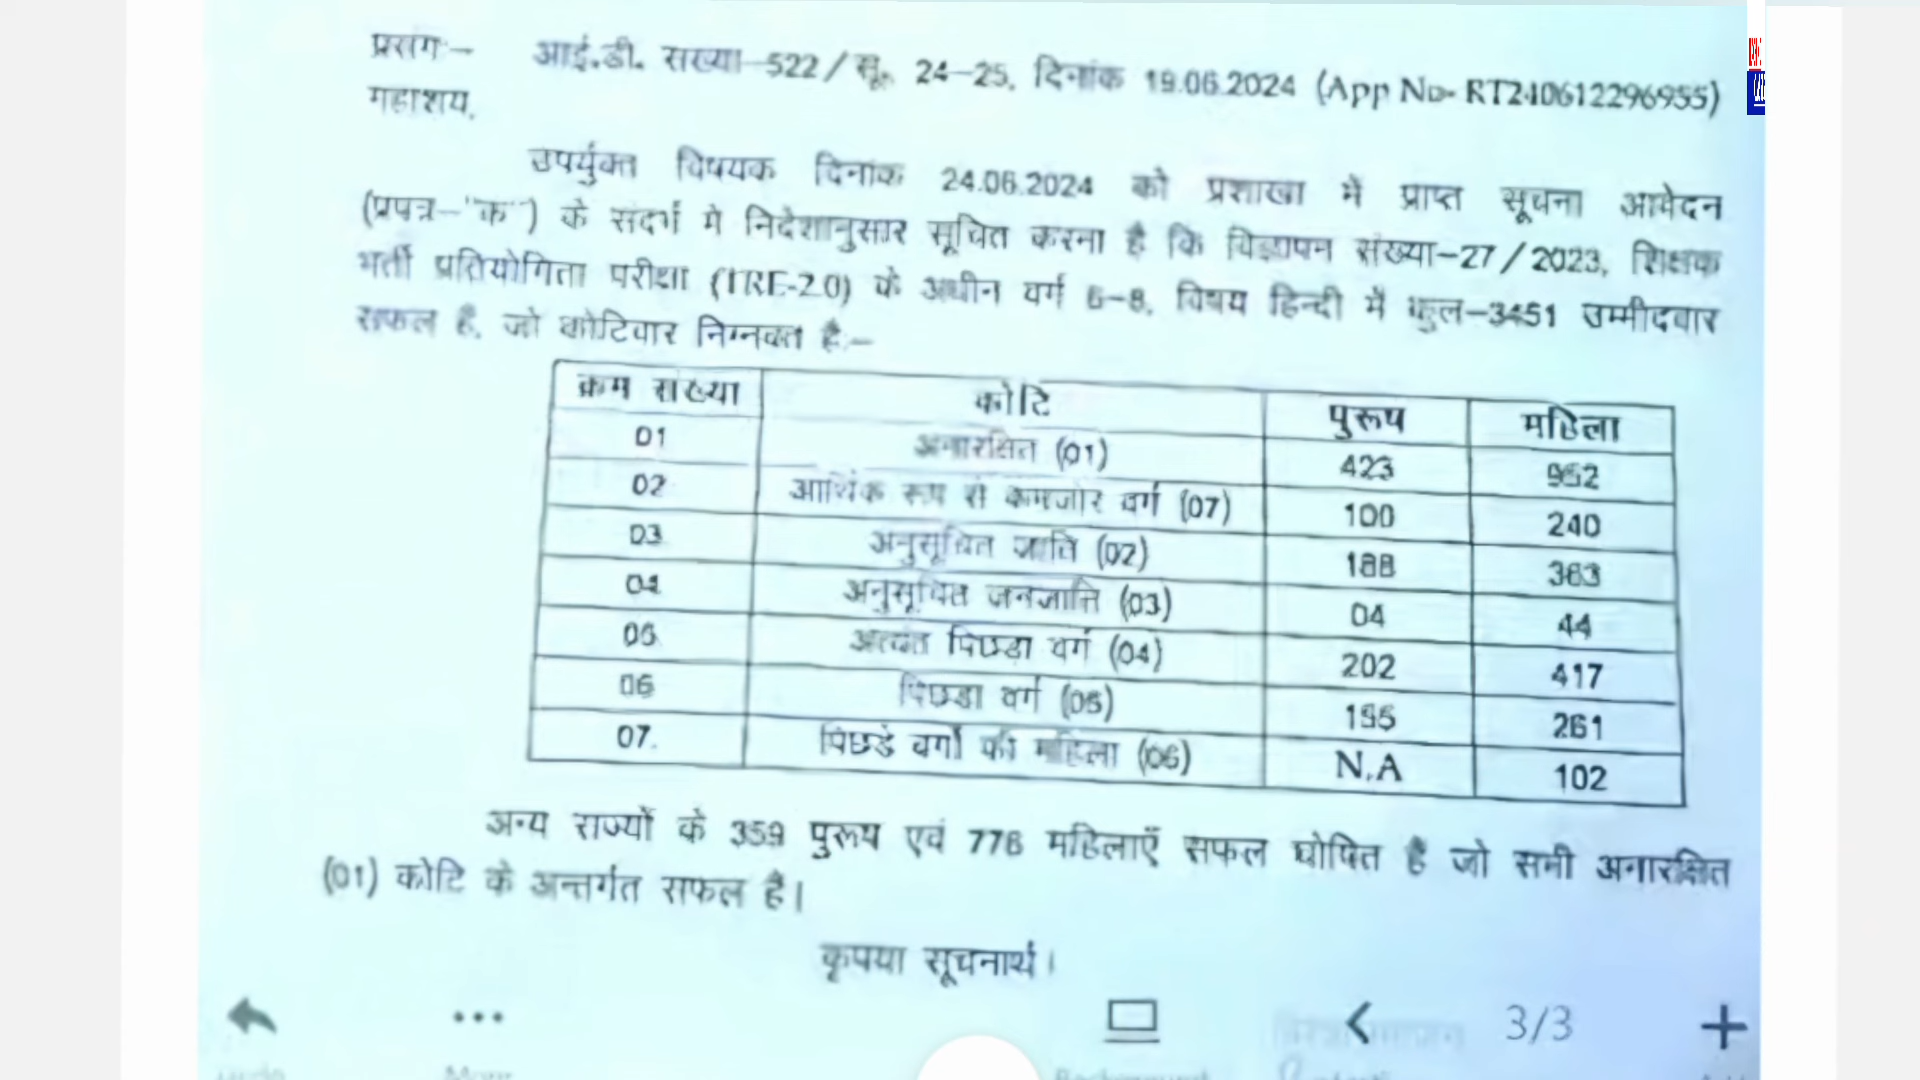 प्रसंग:- आई.डी. संख्या-522/सू. 24-25, दिनांक 19.06.2024 (App No- RT240612296955)
महाशय,
उपर्युक्त विषयक दिनांक 24.06.2024 को प्रशाखा में प्राप्त सूचना आवेदन
(प्रपत्र-"क") के संदर्भ में निदेशानुसार सूचित करना है कि विज्ञापन संख्या-27/2023, शिक्षक
भर्ती प्रतियोगिता परीक्षा (TRE-2.0) के अधीन वर्ग 6-8, विषय हिन्दी में कुल-3451 उम्मीदवार
सफल है, जो कोटिवार निम्नवत है:-
क्रम संख्या कोटि पुरूष महिला
01 अनारक्षित (01) 423 952
02 आर्थिक रूप से कमजोर वर्ग (07) 100 240
03 अनुसूचित जाति (02) 188 363
04 अनुसूचित जनजाति (03) 04 44
05 अत्यंत पिछड़ा वर्ग (04) 202 417
06 पिछड़ा वर्ग (05) 155 261
07. पिछड़े वर्गों की महिला (06) N.A 102
अन्य राज्यों के 359 पुरूष एवं 776 महिलाएँ सफल घोषित है जो सभी अनारक्षित
(01) कोटि के अन्तर्गत सफल है।
कृपया सूचनार्थ।
3/3